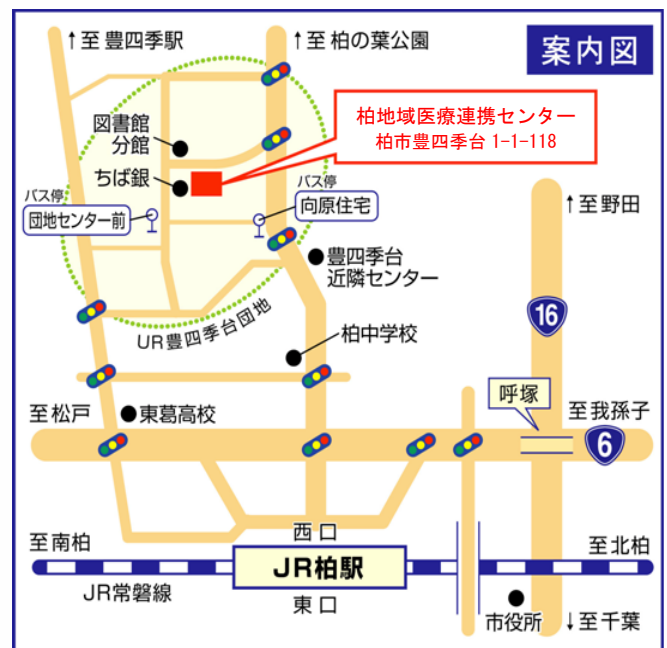 ↑至 豊四季駅
↑至 柏の葉公園
案内図
柏地域医療連携センター
柏市豊四季台 1-1-118
図書館
分館
ちば銀
バス停
団地センター前
バス停
向原住宅
↑至野田
豊四季台
近隣センター
UR豊四季台団地
16
柏中学校
呼塚
至松戸
東葛高校
至我孫子
6
西口
至南柏
JR柏駅
至北柏
JR常磐線
東口
市役所
↓至千葉